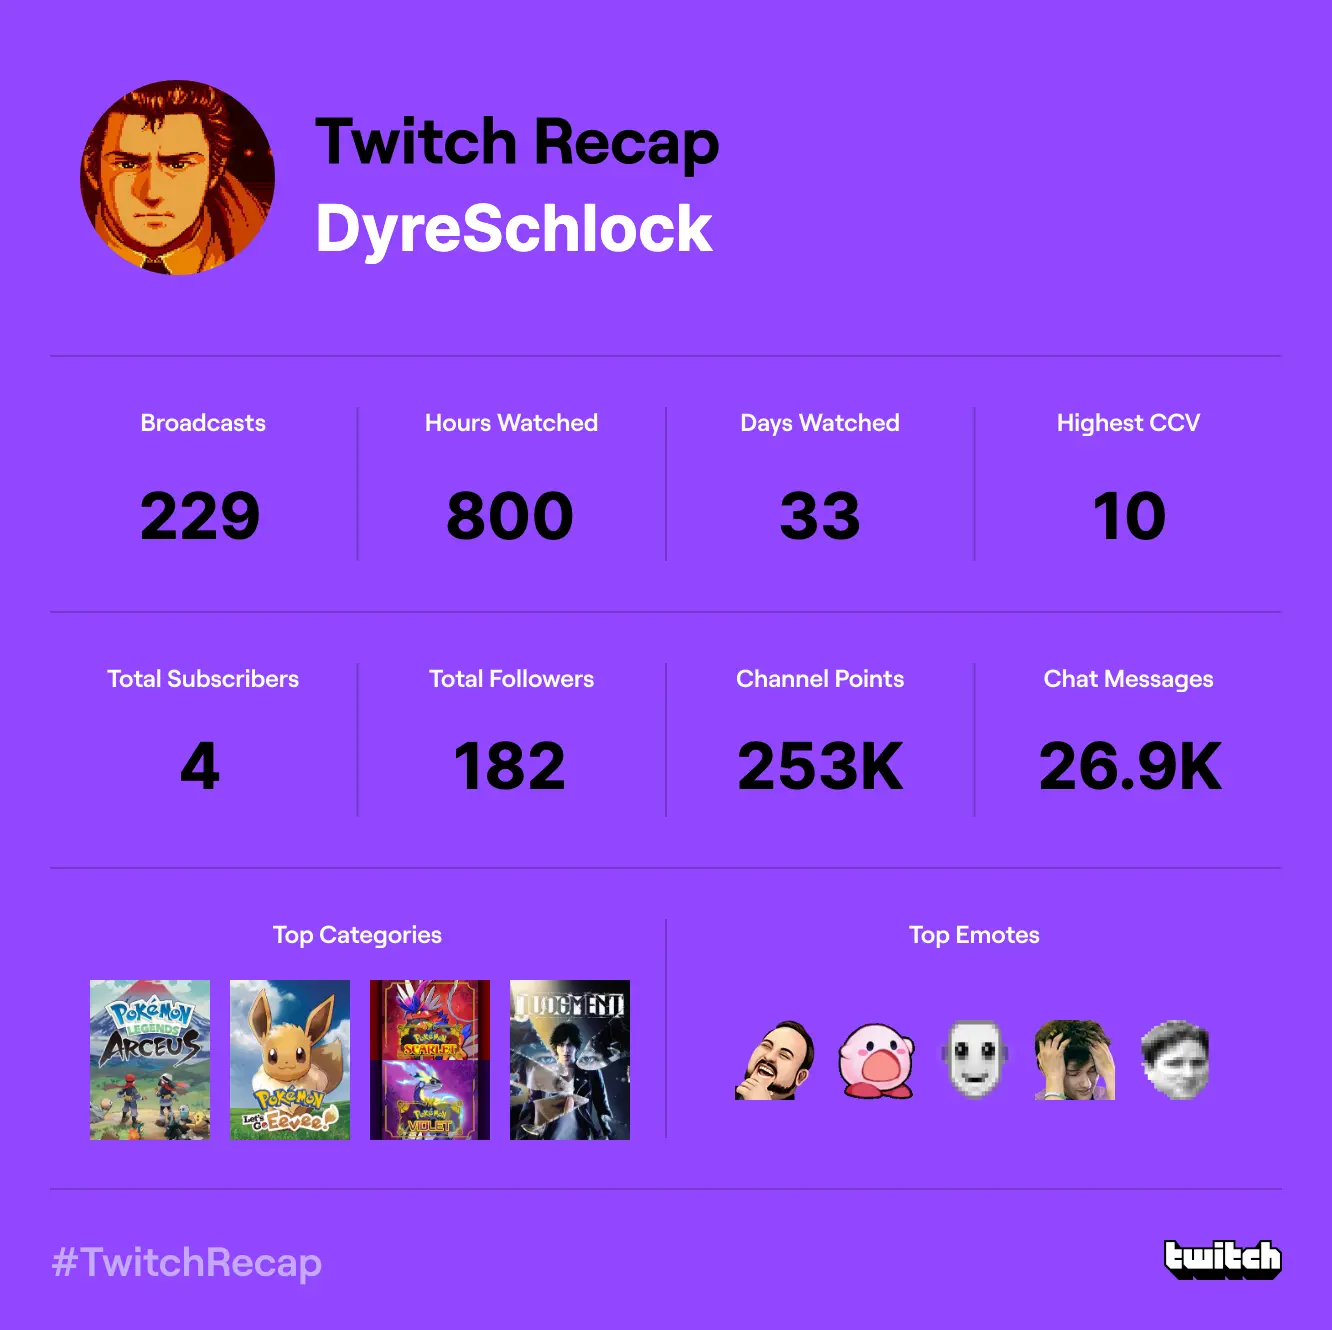 Twitch Recap
DyreSchlock
Broadcasts
229
Hours Watched
800
Days Watched
33
Highest CCV
10
Total Subscribers
4
Total Followers
182
Channel Points
253K
Chat Messages
26.9K
Top Categories
POKéMON
LEGENDS
ARCEUS
POKéMON
Let's
Go
Eevee!
POKéMON
SCARLET
POKéMON
VIOLET
JUDGMENT
Top Emotes
#TwitchRecap
twitch